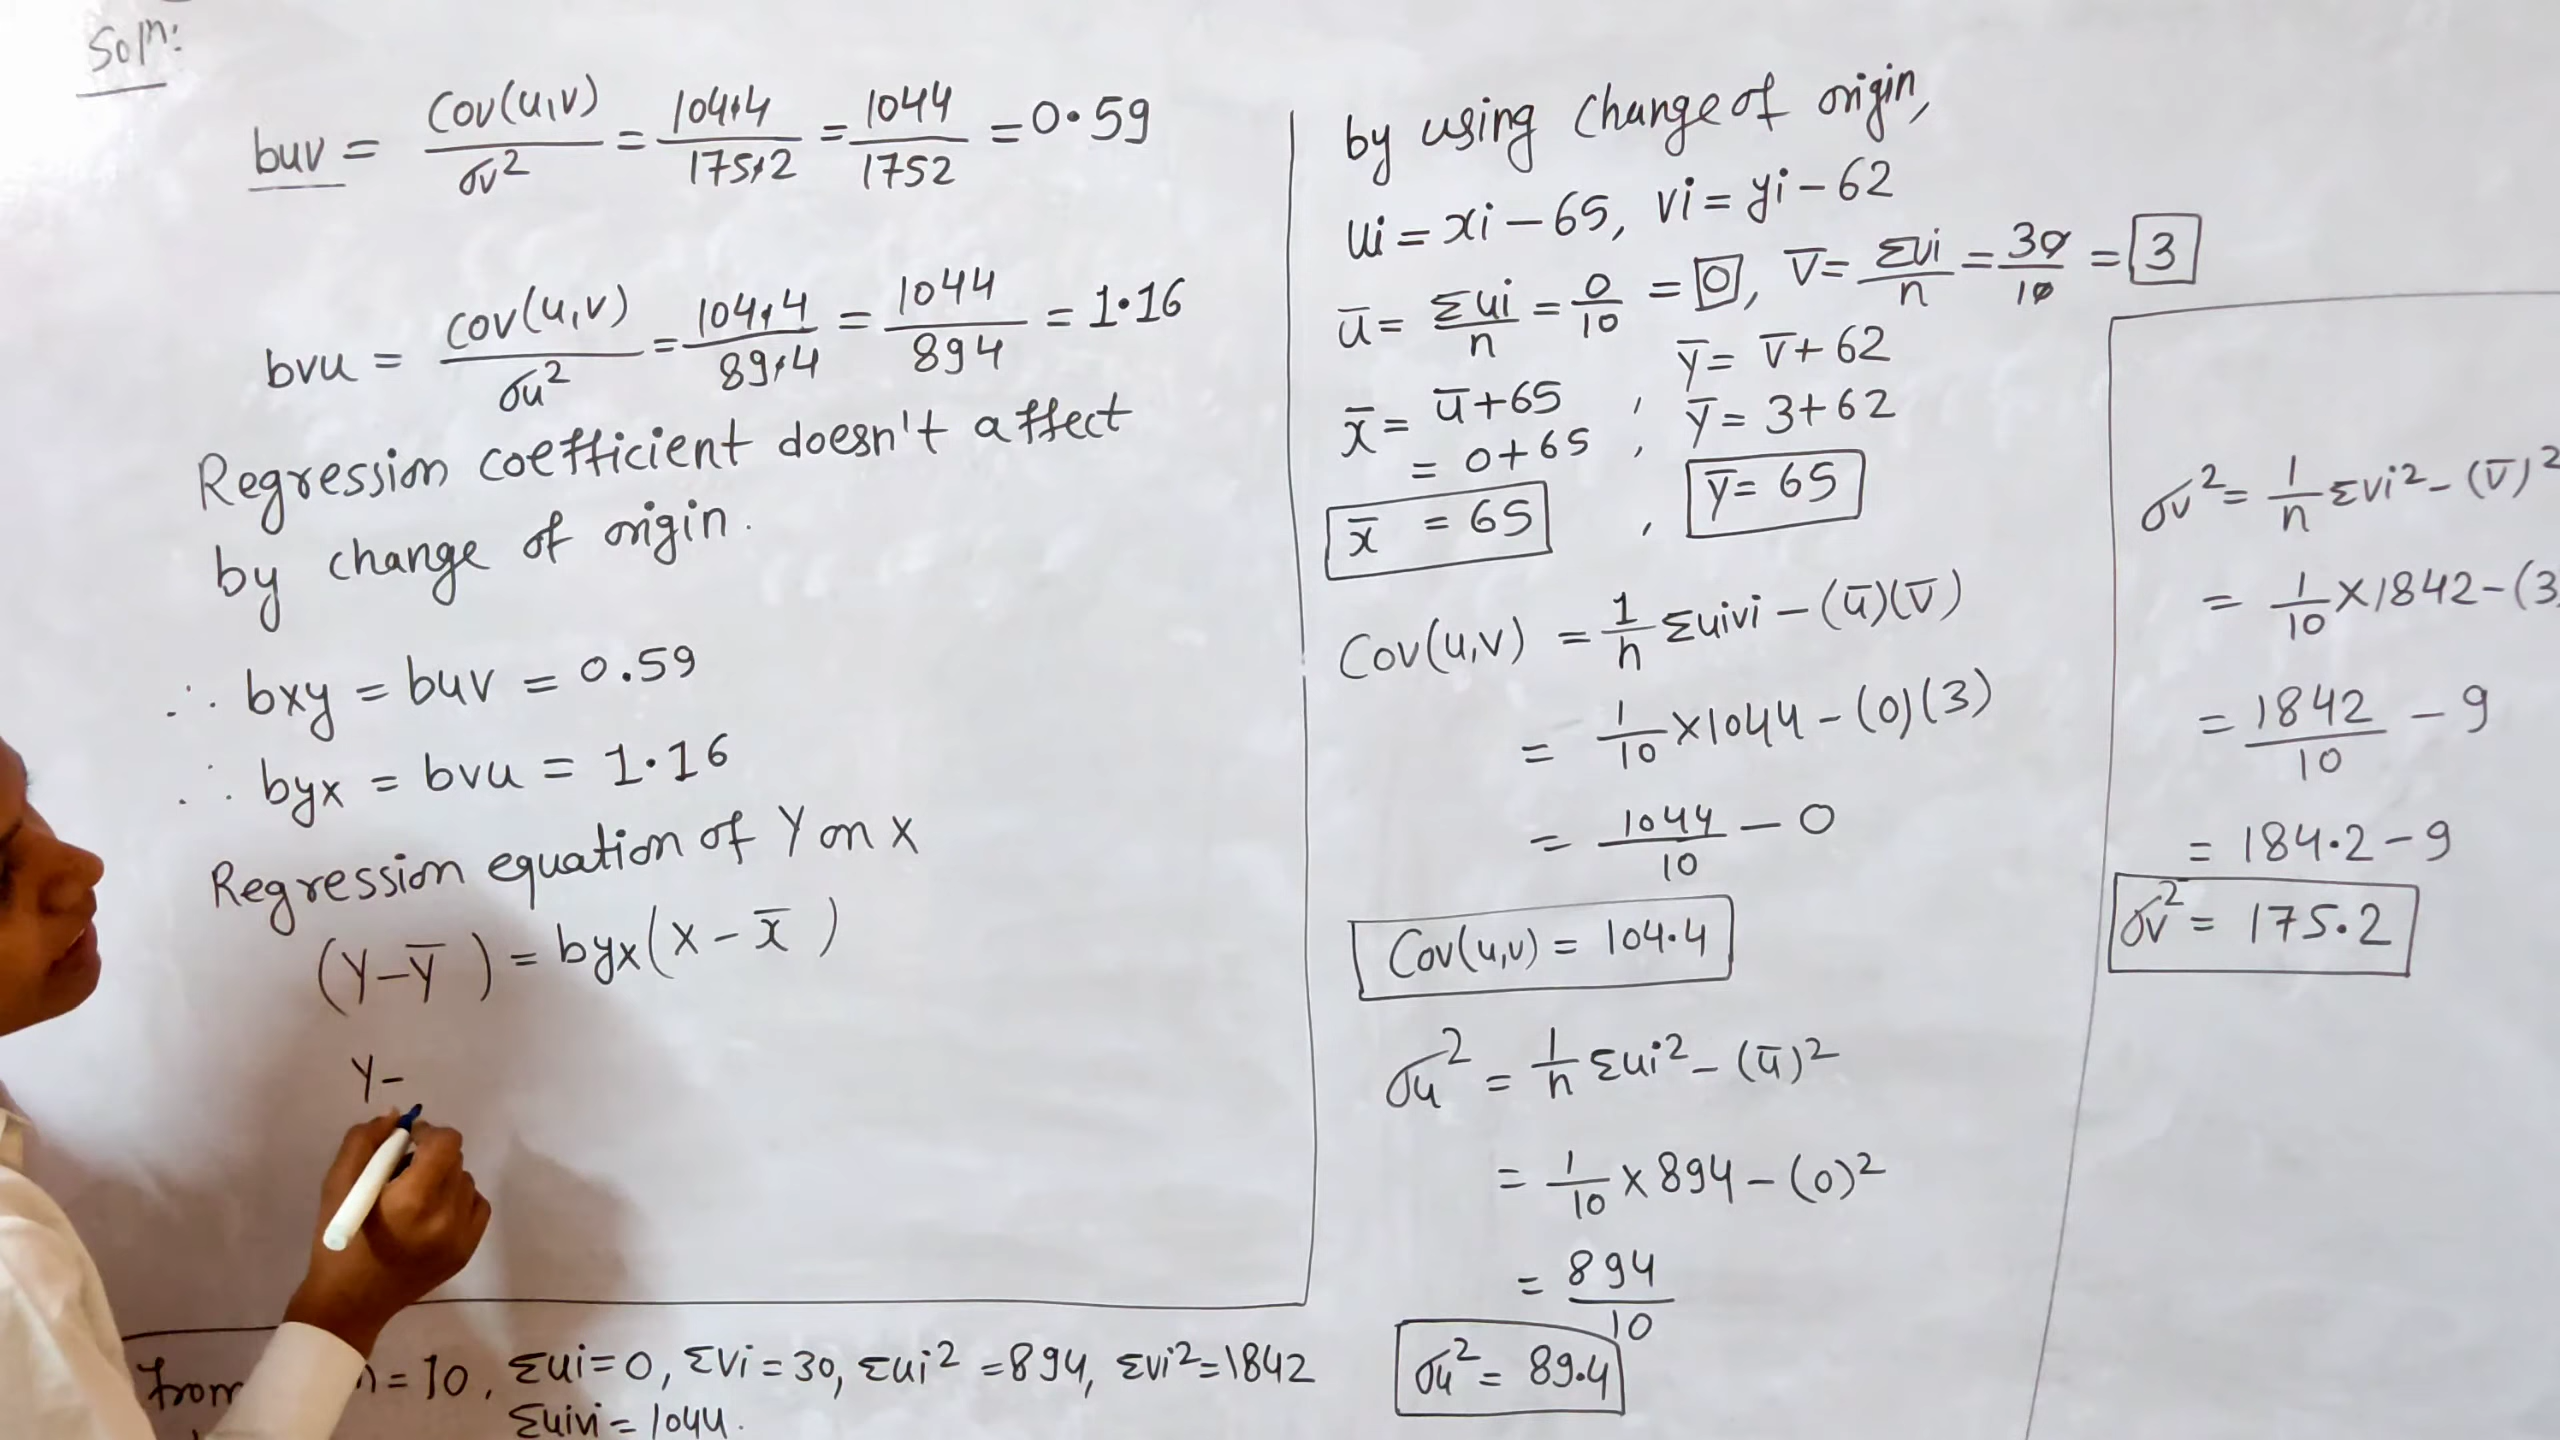 Soln:
buv = Cov(u,v)/σv² = 104.4/175.2 = 1044/1752 = 0.59
bvu = cov(u,v)/σu² = 104.4/89.4 = 1044/894 = 1.16
Regression coefficient doesn't affect
by change of origin.
∴ bxy = buv = 0.59
∴ byx = bvu = 1.16
Regression equation of Y on X
(Y-Y̅) = byx(X-x̅)
Y-
from n=10, Σui=0, Σvi=30, Σui²=894, Σvi²=1842
Σuivi=1044.
by using change of origin,
ui=xi-65, vi=yi-62
u̅ = Σui/n = 0/10 = 0, v̅ = Σvi/n = 30/10 = 3
y̅ = v̅+62
x̅ = u̅+65, y̅ = 3+62
= 0+65, y̅ = 65
x̅ = 65,
Cov(u,v) = 1/n Σuivi - (u̅)(v̅)
= 1/10 × 1044 - (0)(3)
= 1044/10 - 0
Cov(u,v) = 104.4
σu² = 1/n Σui² - (u̅)²
= 1/10 × 894 - (0)²
= 894/10
σu² = 89.4
σv² = 1/n Σvi² - (v̅)²
= 1/10 × 1842 - (3
= 1842/10 - 9
= 184.2 - 9
σv² = 175.2